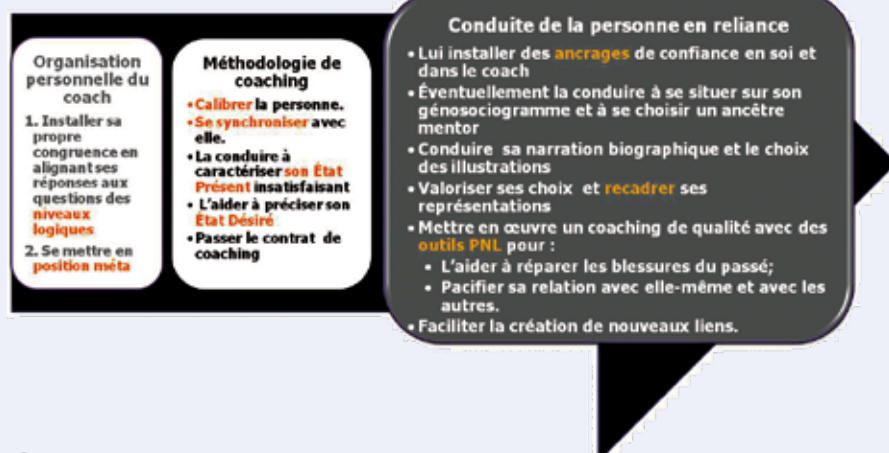 Organisation
personnelle du
coach
1. Installer sa
propre
congruence en
alignant ses
réponses aux
questions des
niveaux
logiques
2. Se mettre en
position méta
Méthodologie de
coaching
•Calibrer la personne.
•Se synchroniser avec
elle.
•La conduire à
caractériser son État
Présent insatisfaisant
• L'aider à préciser son
État Désiré
•Passer le contrat de
coaching
Conduite de la personne en reliance
•Lui installer des ancrages de confiance en soi et
dans le coach
•Éventuellement la conduire à se situer sur son
génosociogramme et à se choisir un ancêtre
mentor
•Conduire sa narration biographique et le choix
des illustrations
•Valoriser ses choix et recadrer ses
représentations
•Mettre en œuvre un coaching de qualité avec des
outils PNL pour :
• L'aider à réparer les blessures du passé;
• Pacifier sa relation avec elle-même et avec les
autres.
•Faciliter la création de nouveaux liens.